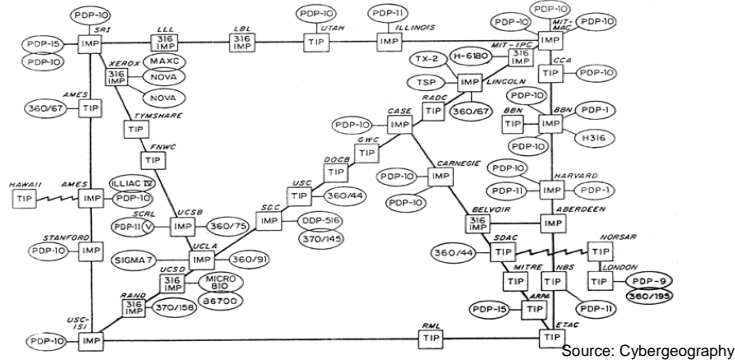 PDP-10
SRI
PDP-15
PDP-10
IMP
LLL
316
IMP
LBL
316
IMP
PDP-10
UTAH
TIP
PDP-11
ILLINOIS
IMP
PDP-10
PDP-10
MIT-
MAC
PDP-10
IMP
MIT-IPC
316
IMP
H-6180
TX-2
TSP
IMP
LINCOLN
360/67
CCA
TIP
PDP-10
XEROX
316
IMP
MAXC
NOVA
NOVA
AMES
360/67
TIP
TYMSHARE
TIP
FNWC
TIP
RADC
TIP
CASE
PDP-10
IMP
GWC
TIP
DOCB
TIP
USC
TIP
360/44
PDP-10
BBN
TIP
BBN
IMP
PDP-1
H316
PDP-10
HAWAII
TIP
AMES
IMP
ILLIAC IV
PDP-10
CARNEGIE
PDP-10
PDP-10
IMP
HARVARD
PDP-10
PDP-11
IMP
PDP-1
SCRL
PDP-11 V
UCSB
IMP
360/75
SDC
IMP
DDP-516
370/145
BELVOIR
316
IMP
ABERDEEN
IMP
STANFORD
PDP-10
IMP
UCLA
SIGMA7
IMP
360/91
SDAC
360/44
TIP
NORSAR
TIP
UCSD
316
IMP
MICRO
810
B6700
MITRE
TIP
NBS
TIP
PDP-11
LONDON
TIP
PDP-9
360/195
RAND
316
IMP
370/158
ARPA
PDP-15
TIP
USC-
ISI
PDP-10
IMP
RML
TIP
ETAC
TIP
Source: Cybergeography